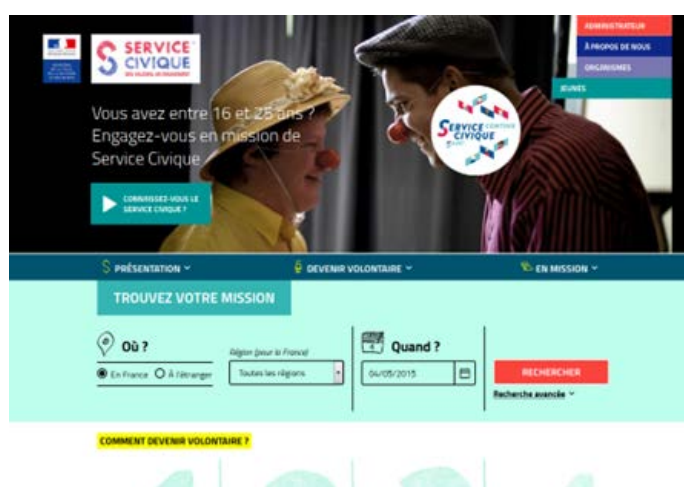 ADMINISTRATEUR
À PROPOS DE NOUS
ORGANISMES
JEUNES
SERVICE
CIVIQUE
Vous avez entre 16 et 25 ans ?
Engagez-vous en mission de
Service Civique
SERVICE
CIVIQUE
CONNAISSEZ-VOUS LE
SERVICE CIVIQUE ?
PRÉSENTATION
DEVENIR VOLONTAIRE
EN MISSION
TROUVEZ VOTRE MISSION
Où ?
Région (pour la France)
Quand ?
En France À l'étranger
Toutes les régions
04/05/2015
RECHERCHER
Recherche avancée
COMMENT DEVENIR VOLONTAIRE ?